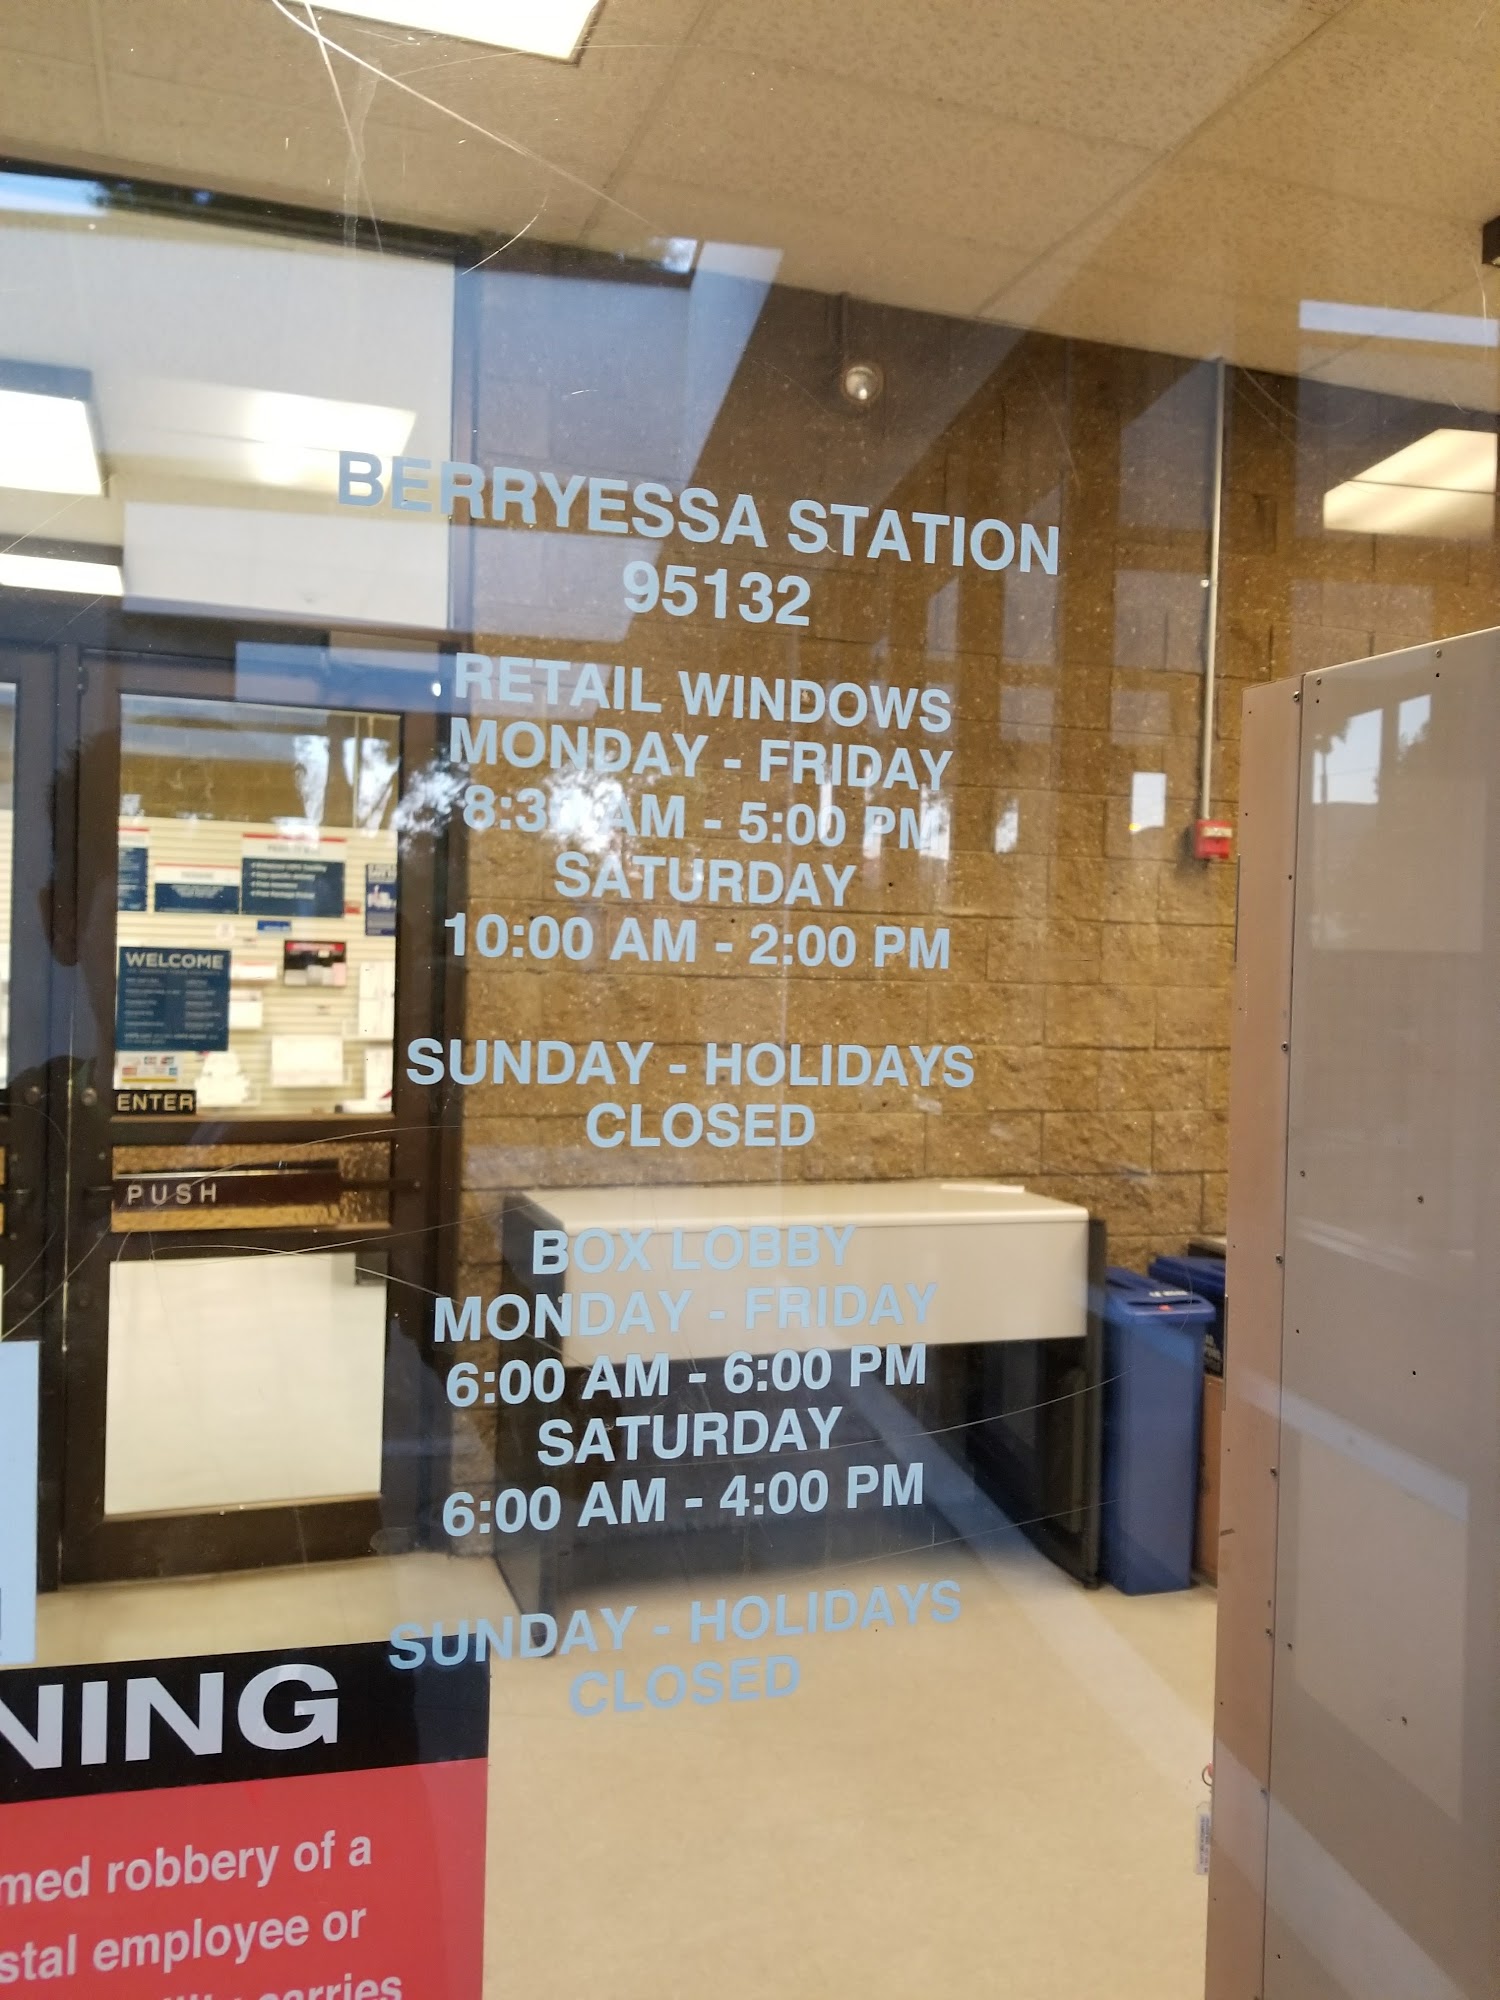 BERRYESSA STATION
95132
RETAIL WINDOWS
MONDAY - FRIDAY
8:30 AM - 5:00 PM
SATURDAY
10:00 AM - 2:00 PM
SUNDAY - HOLIDAYS
CLOSED
BOX LOBBY
MONDAY - FRIDAY
6:00 AM - 6:00 PM
SATURDAY
6:00 AM - 4:00 PM
SUNDAY - HOLIDAYS
CLOSED
WELCOME
ENTER
PUSH
NING
med robbery of a
stal employee or
carries